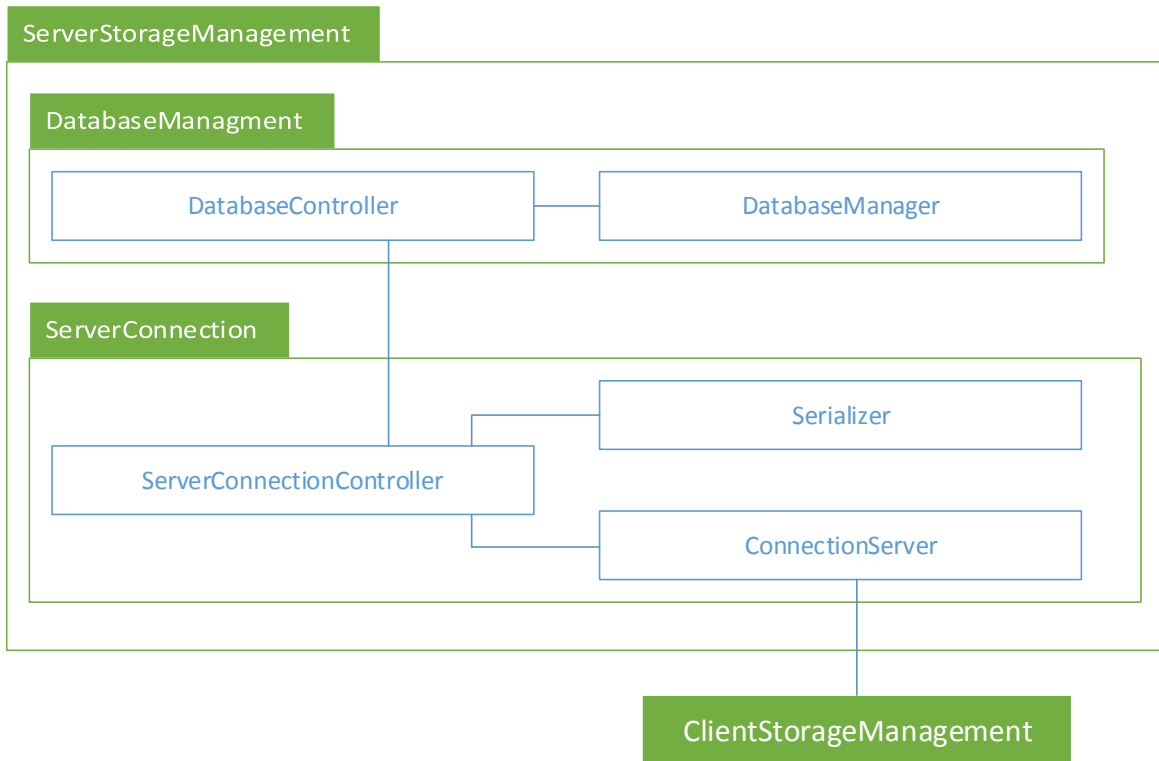 ServerStorageManagement
DatabaseManagment
DatabaseController
DatabaseManager
ServerConnection
Serializer
ServerConnectionController
ConnectionServer
ClientStorageManagement